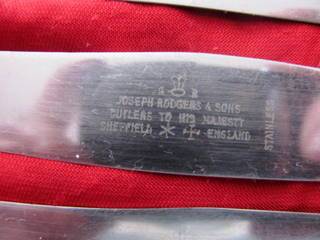 G R
JOSEPH RODGERS & SONS
CUTLERS TO HIS MAJESTY
SHEFFIELD ENGLAND
STAINLESS